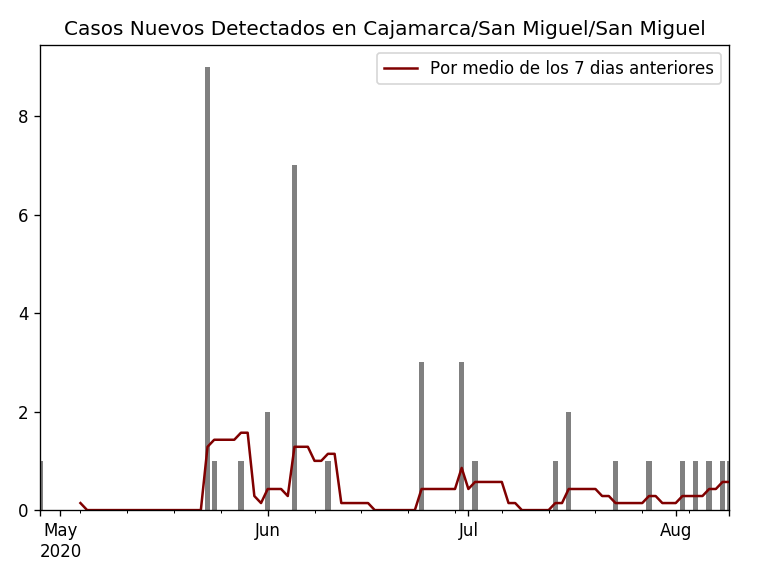 Casos Nuevos Detectados en Cajamarca/San Miguel/San Miguel
Por medio de los 7 dias anteriores
8
6
4
2
0
May Jun Jul Aug
2020